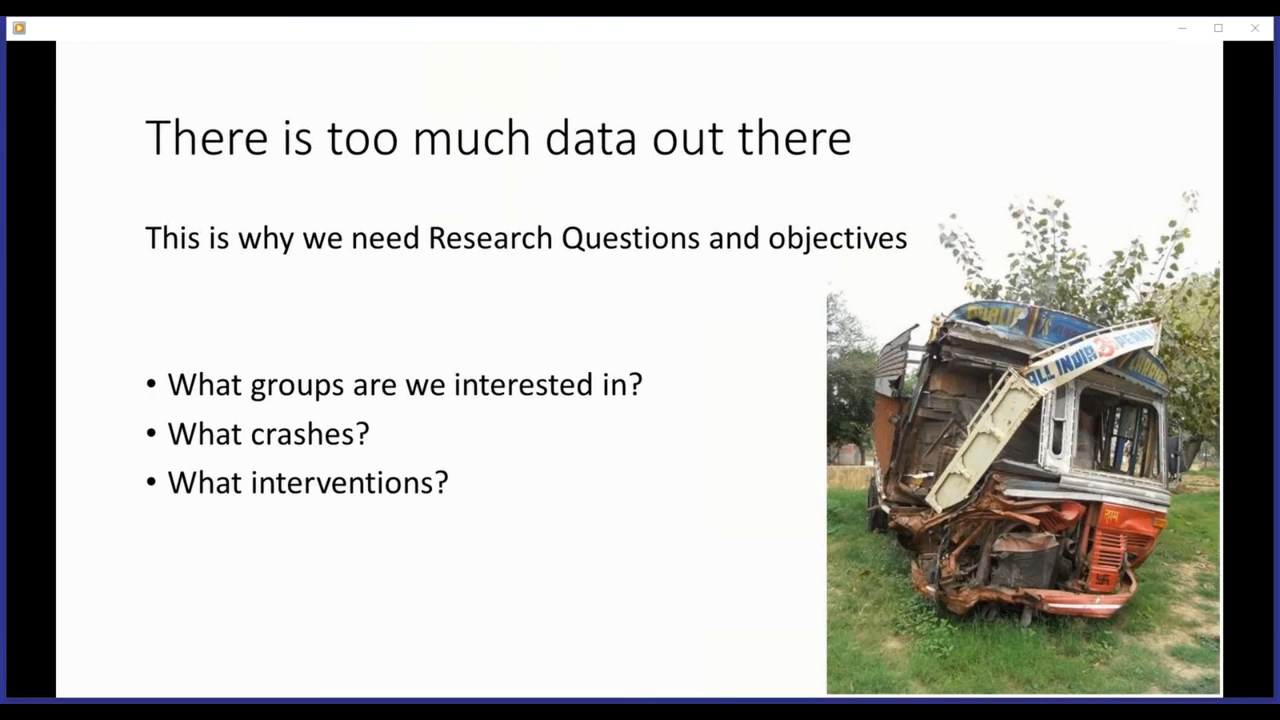 There is too much data out there
This is why we need Research Questions and objectives
• What groups are we interested in?
• What crashes?
• What interventions?
ALL INDIA
राम